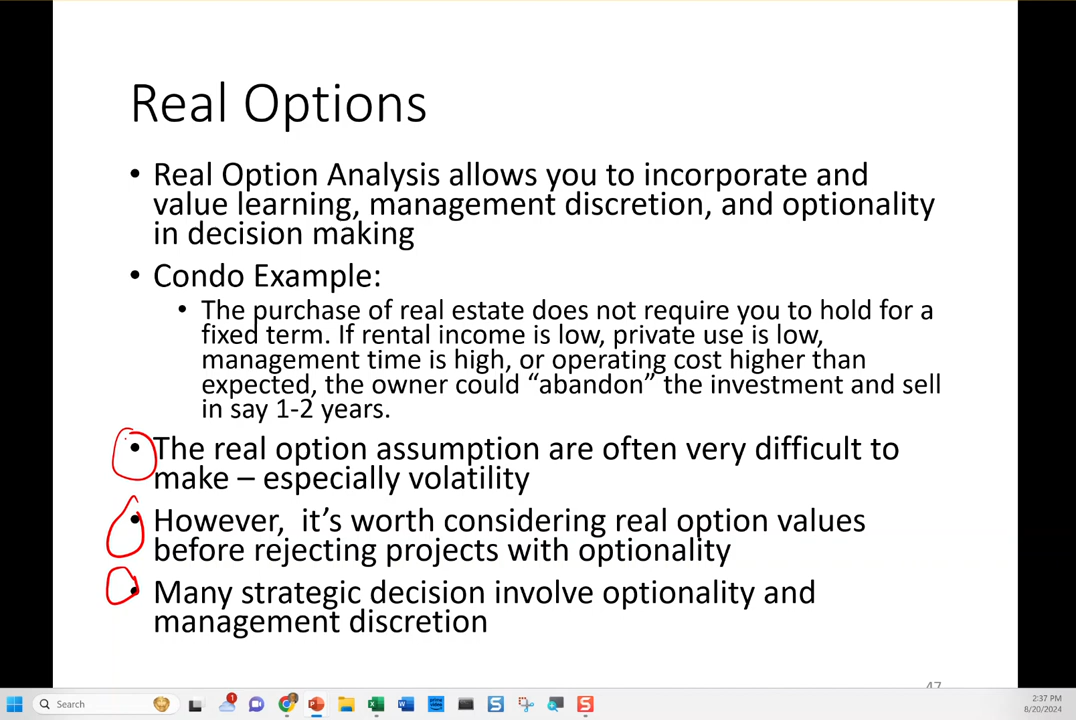 Real Options
• Real Option Analysis allows you to incorporate and
value learning, management discretion, and optionality
in decision making
• Condo Example:
• The purchase of real estate does not require you to hold for a
fixed term. If rental income is low, private use is low,
management time is high, or operating cost higher than
expected, the owner could “abandon” the investment and sell
in say 1-2 years.
• The real option assumption are often very difficult to
make – especially volatility
• However,  it’s worth considering real option values
before rejecting projects with optionality
• Many strategic decision involve optionality and
management discretion
47
Search
1
2:37 PM
8/20/2024